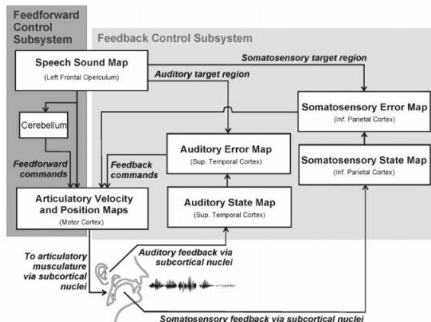 Feedforward
Control
Subsystem
Feedback Control Subsystem
Speech Sound Map
(Left Frontal Operculum)
Somatosensory target region
Auditory target region
Cerebellum
Somatosensory Error Map
(Inf. Parietal Cortex)
Auditory Error Map
(Sup. Temporal Cortex)
Somatosensory State Map
(Inf. Parietal Cortex)
Feedforward
commands
Feedback
commands
Articulatory Velocity
and Position Maps
(Motor Cortex)
Auditory State Map
(Sup. Temporal Cortex)
To articulatory
musculature
via subcortical
nuclei
Auditory feedback via
subcortical nuclei
Somatosensory feedback via subcortical nuclei